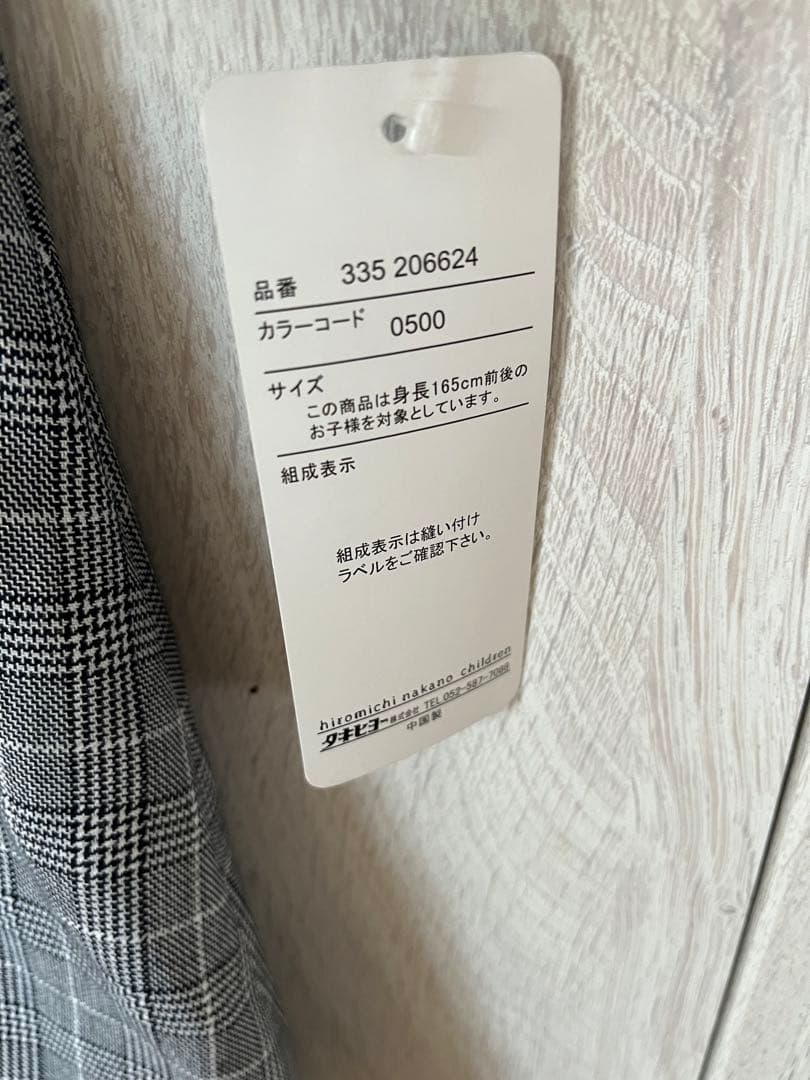 品番 335 206624
カラーコード 0500
サイズ
この商品は身長165cm前後の
お子様を対象としています。
組成表示
組成表示は縫い付け
ラベルをご確認下さい。
hiromichi nakano children
タキヒヨー株式会社 TEL 052-587-7088
中国製